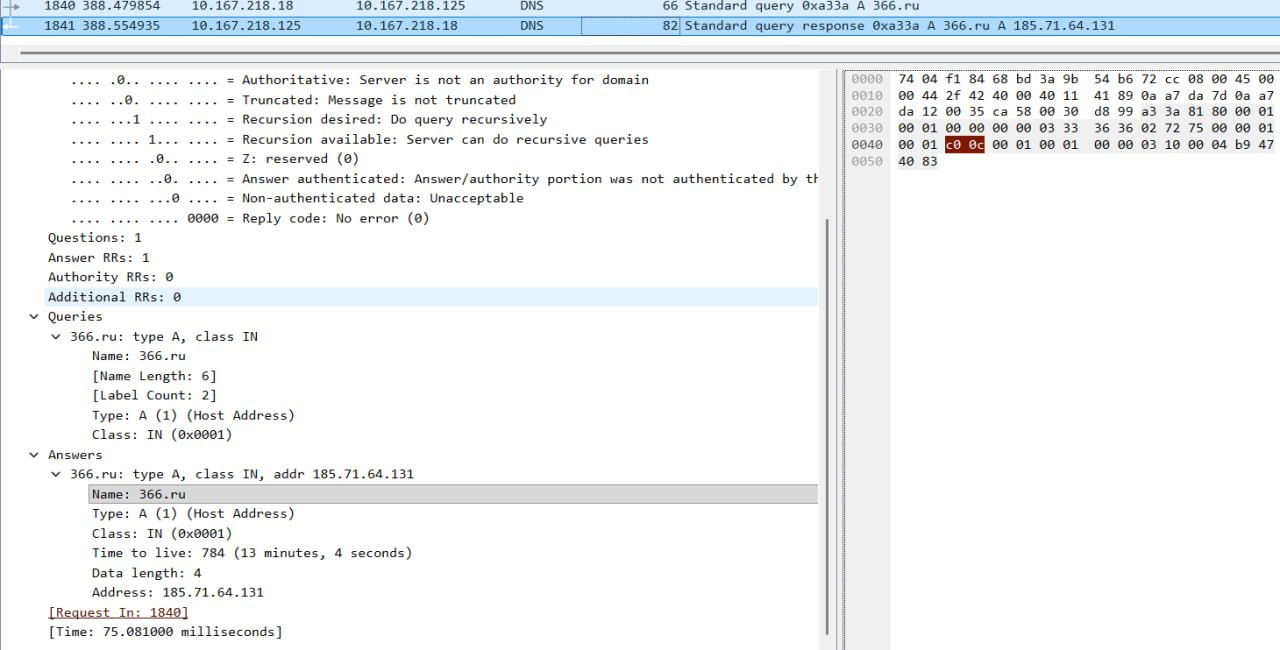 1840 388.479854 10.167.218.18 10.167.218.125 DNS 66 Standard query 0xa33a A 366.ru
1841 388.554935 10.167.218.125 10.167.218.18 DNS 82 Standard query response 0xa33a A 366.ru A 185.71.64.131
.... .0.. .... .... = Authoritative: Server is not an authority for domain
.... ..0. .... .... = Truncated: Message is not truncated
.... ...1 .... .... = Recursion desired: Do query recursively
.... .... 1... .... = Recursion available: Server can do recursive queries
.... .... .0.. .... = Z: reserved (0)
.... .... ..0. .... = Answer authenticated: Answer/authority portion was not authenticated by th
.... .... ...0 .... = Non-authenticated data: Unacceptable
.... .... .... 0000 = Reply code: No error (0)
Questions: 1
Answer RRs: 1
Authority RRs: 0
Additional RRs: 0
Queries
366.ru: type A, class IN
Name: 366.ru
[Name Length: 6]
[Label Count: 2]
Type: A (1) (Host Address)
Class: IN (0x0001)
Answers
366.ru: type A, class IN, addr 185.71.64.131
Name: 366.ru
Type: A (1) (Host Address)
Class: IN (0x0001)
Time to live: 784 (13 minutes, 4 seconds)
Data length: 4
Address: 185.71.64.131
[Request In: 1840]
[Time: 75.081000 milliseconds]
0000 74 04 f1 84 68 bd 3a 9b 54 b6 72 cc 08 00 45 00
0010 00 44 2f 42 40 00 40 11 41 89 0a a7 da 7d 0a a7
0020 da 12 00 35 ca 58 00 30 d8 99 a3 3a 81 80 00 01
0030 00 01 00 00 00 00 03 33 36 36 02 72 75 00 00 01
0040 00 01 c0 0c 00 01 00 01 00 00 03 10 00 04 b9 47
0050 40 83